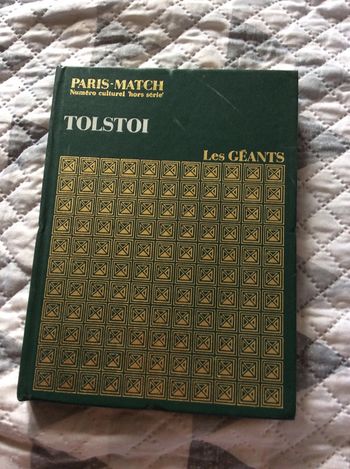 PARIS-MATCH
Numéro culturel 'hors série'
TOLSTOI
Les GÉANTS